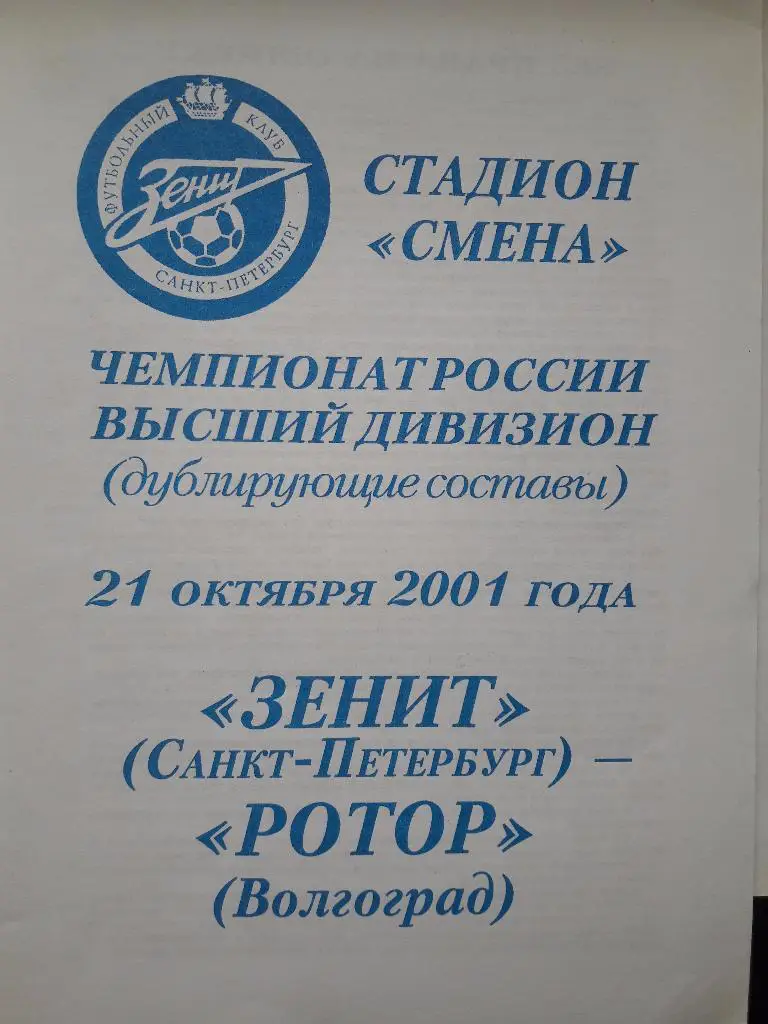 ФУТБОЛЬНЫЙ КЛУБ
Зенит
САНКТ-ПЕТЕРБУРГ
СТАДИОН
«СМЕНА»
ЧЕМПИОНАТ РОССИИ
ВЫСШИЙ ДИВИЗИОН
(дублирующие составы)
21 ОКТЯБРЯ 2001 ГОДА
«ЗЕНИТ»
(САНКТ-ПЕТЕРБУРГ) —
«РОТОР»
(Волгоград)